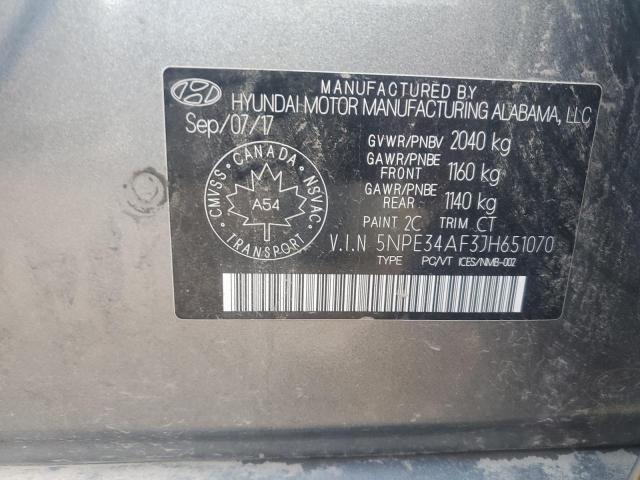 MANUFACTURED BY
HYUNDAI MOTOR MANUFACTURING ALABAMA, LLC
Sep/07/17
GVWR/PNBV 2040 kg
GAWR/PNBE
FRONT 1160 kg
GAWR/PNBE
REAR 1140 kg
PAINT 2C TRIM CT
CANADA
CMVSS
NSVAC
A54
TRANSPORT
V.I.N 5NPE34AF3JH651070
TYPE PC/VT ICES/NMB-002